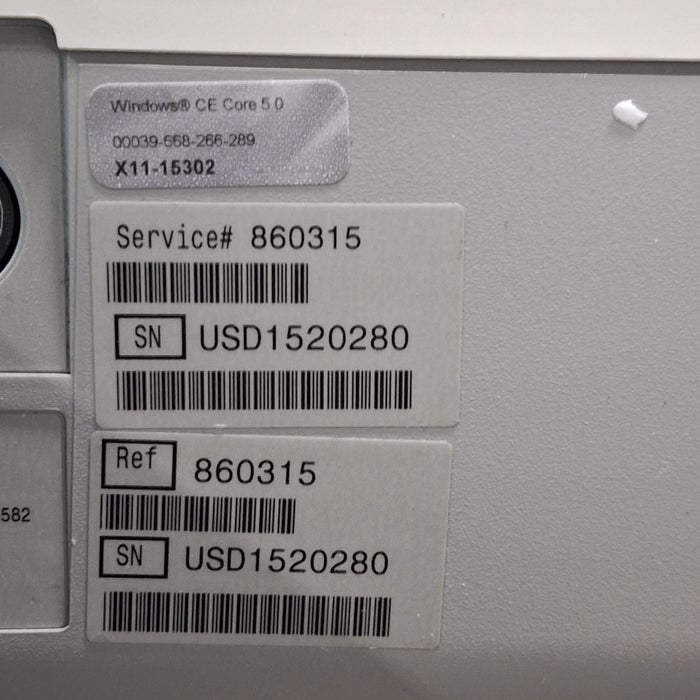 Windows® CE Core 5.0
00039-668-266-289
X11-15302
Service# 860315
SN USD1520280
Ref 860315
582
SN USD1520280